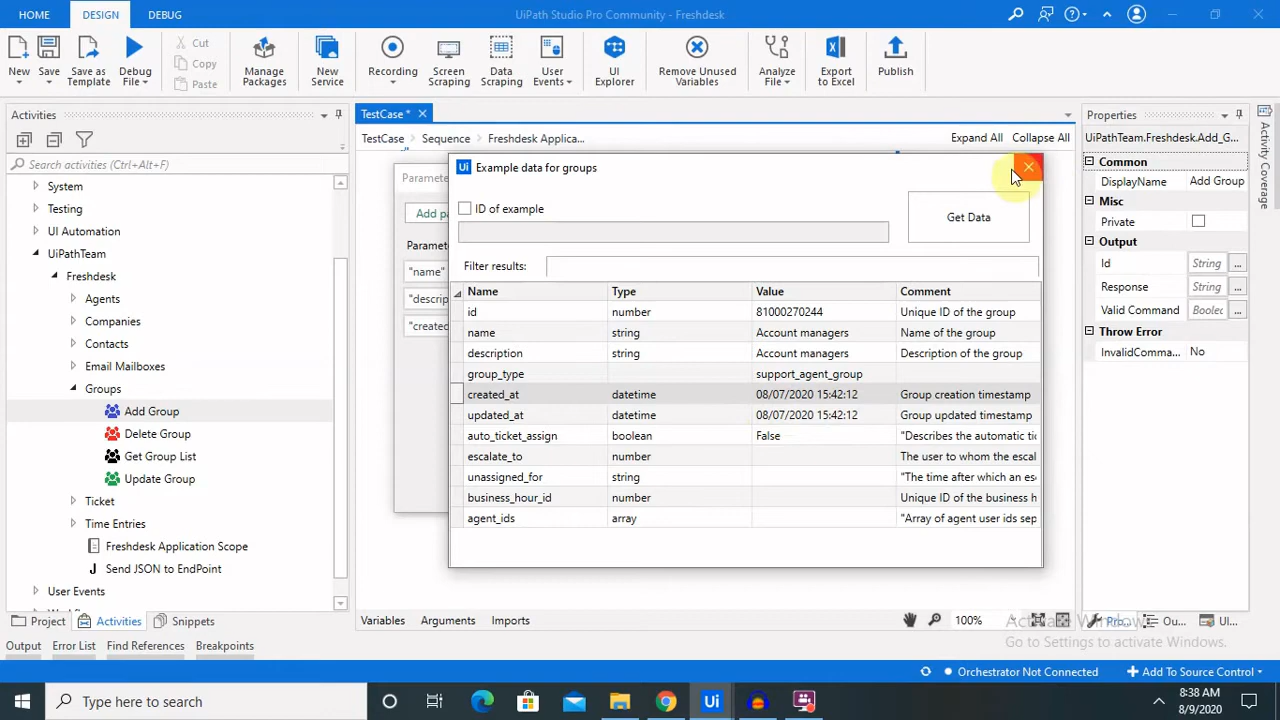 HOME DESIGN DEBUG UiPath Studio Pro Community - Freshdesk
New Save Save as Template Debug File Cut Copy Paste Manage Packages New Service Recording Screen Scraping Data Scraping User Events UI Explorer Remove Unused Variables Analyze File Export to Excel Publish
Activities
Search activities (Ctrl+Alt+F)
System
Testing
UI Automation
UiPathTeam
Freshdesk
Agents
Companies
Contacts
Email Mailboxes
Groups
Add Group
Delete Group
Get Group List
Update Group
Ticket
Time Entries
Freshdesk Application Scope
J Send JSON to EndPoint
User Events
Project Activities Snippets
TestCase *
TestCase Sequence Freshdesk Applica... Expand All Collapse All
Add pa
"name"
"descrip
"created
Ui Example data for groups
ID of example
Get Data
Filter results:
Name Type Value Comment
id number 81000270244 Unique ID of the group
name string Account managers Name of the group
description string Account managers Description of the group
group_type support_agent_group
created_at datetime 08/07/2020 15:42:12 Group creation timestamp
updated_at datetime 08/07/2020 15:42:12 Group updated timestamp
auto_ticket_assign boolean False "Describes the automatic tic
escalate_to number The user to whom the escal
unassigned_for string "The time after which an es
business_hour_id number Unique ID of the business h
agent_ids array "Array of agent user ids sep
Variables Arguments Imports 100%
Properties
UiPathTeam.Freshdesk.Add_G...
Common
DisplayName Add Group
Misc
Private
Output
Id String ...
Response String ...
Valid Command Boolec ...
Throw Error
InvalidComma... No
Pro... Ou... UI...
Activity Coverage
Activate Windows
Go to Settings to activate Windows.
Output Error List Find References Breakpoints
Orchestrator Not Connected Add To Source Control
Type here to search
Ui
8:38 AM
8/9/2020